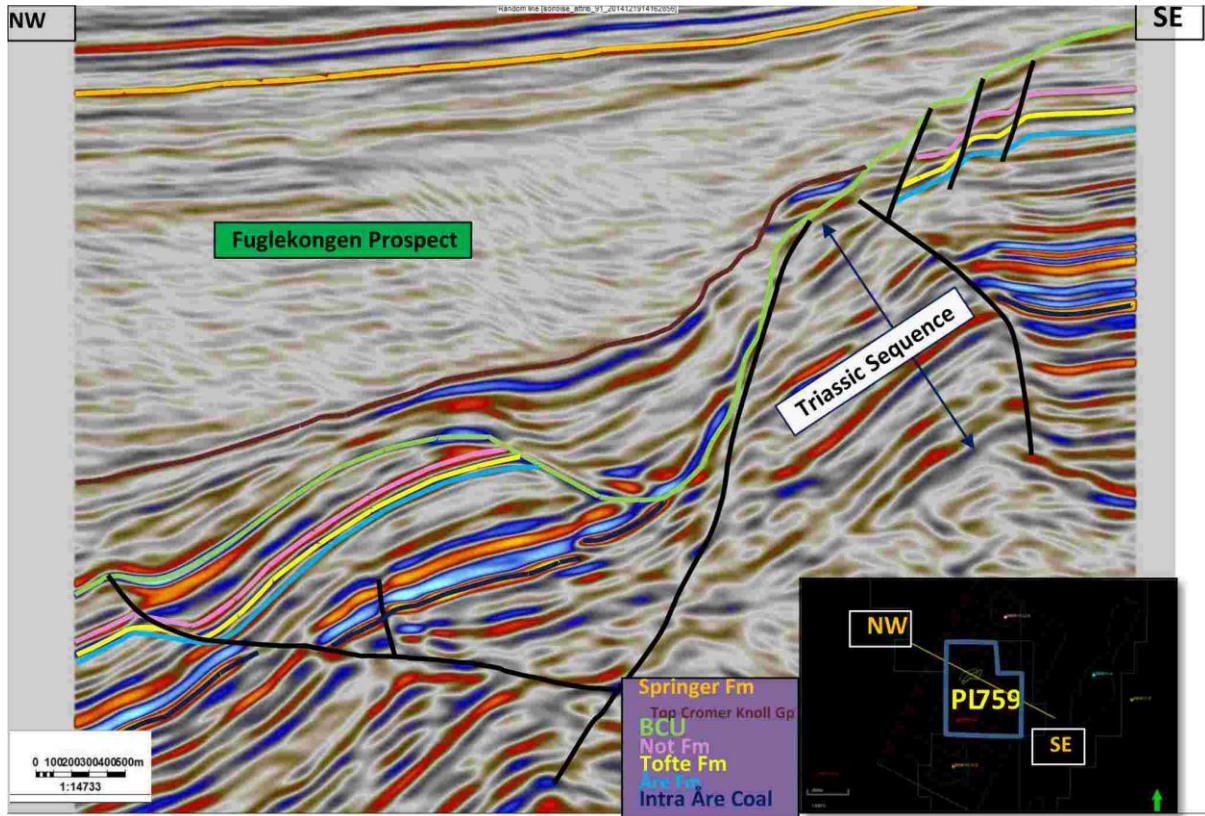 Random line [sonoise_attrib_91_2014121914162856]
NW
SE
Fuglekongen Prospect
Triassic Sequence
NW
PL759
SE
0 100200300400500m
1:14733
Springer Fm
Top Cromer Knoll Gp
BCU
Not Fm
Tofte Fm
Åre Fm
Intra Åre Coal